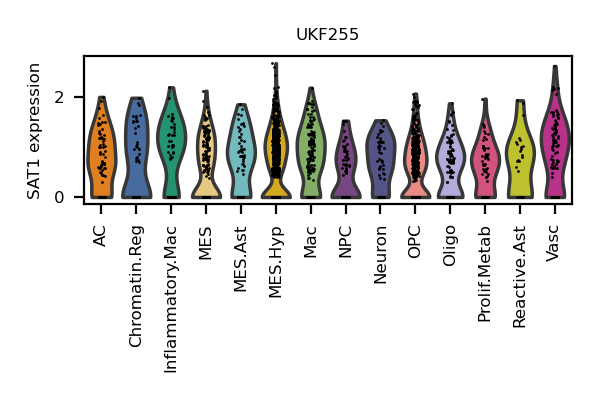 UKF255
SAT1 expression
2
0
AC
Chromatin.Reg
Inflammatory.Mac
MES
MES.Ast
MES.Hyp
Mac
NPC
Neuron
OPC
Oligo
Prolif.Metab
Reactive.Ast
Vasc